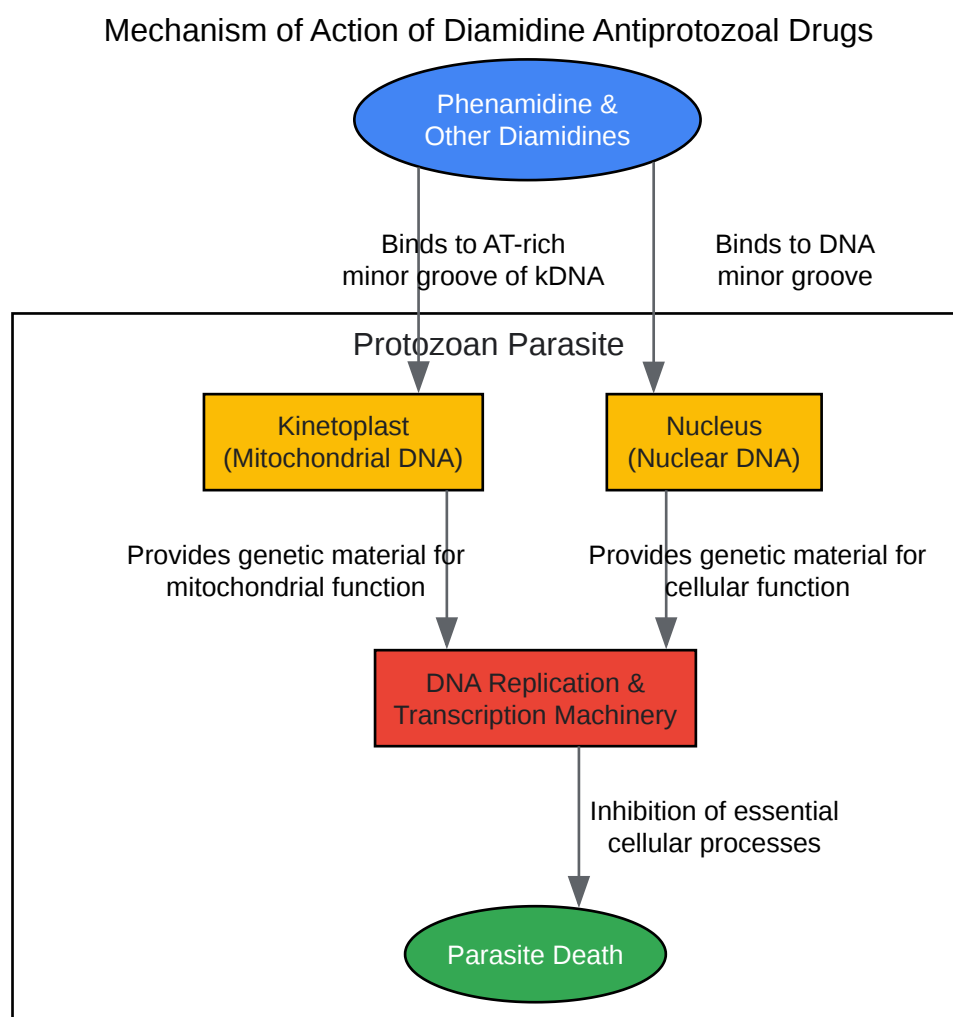 Mechanism of Action of Diamidine Antiprotozoal Drugs
Phenamidine &
Other Diamidines
Binds to AT-rich
minor groove of kDNA
Binds to DNA
minor groove
Protozoan Parasite
Kinetoplast
(Mitochondrial DNA)
Nucleus
(Nuclear DNA)
Provides genetic material for
mitochondrial function
Provides genetic material for
cellular function
DNA Replication &
Transcription Machinery
Inhibition of essential
cellular processes
Parasite Death